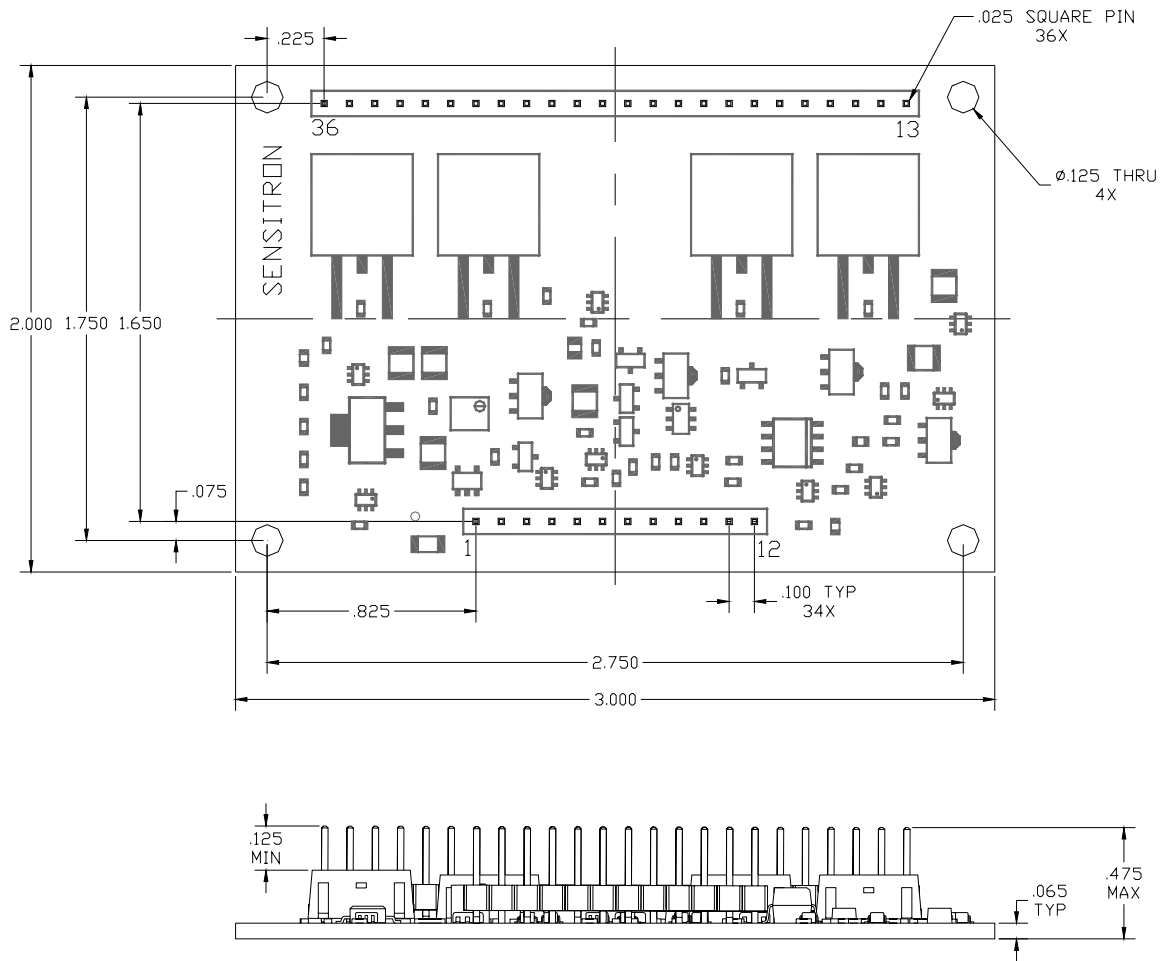 .025 SQUARE PIN
36X
.225
36
13
Ø.125 THRU
4X
SENSITRON
2.000 1.750 1.650
.075
1
12
.100 TYP
34X
.825
2.750
3.000
.125
MIN
.475
MAX
.065
TYP